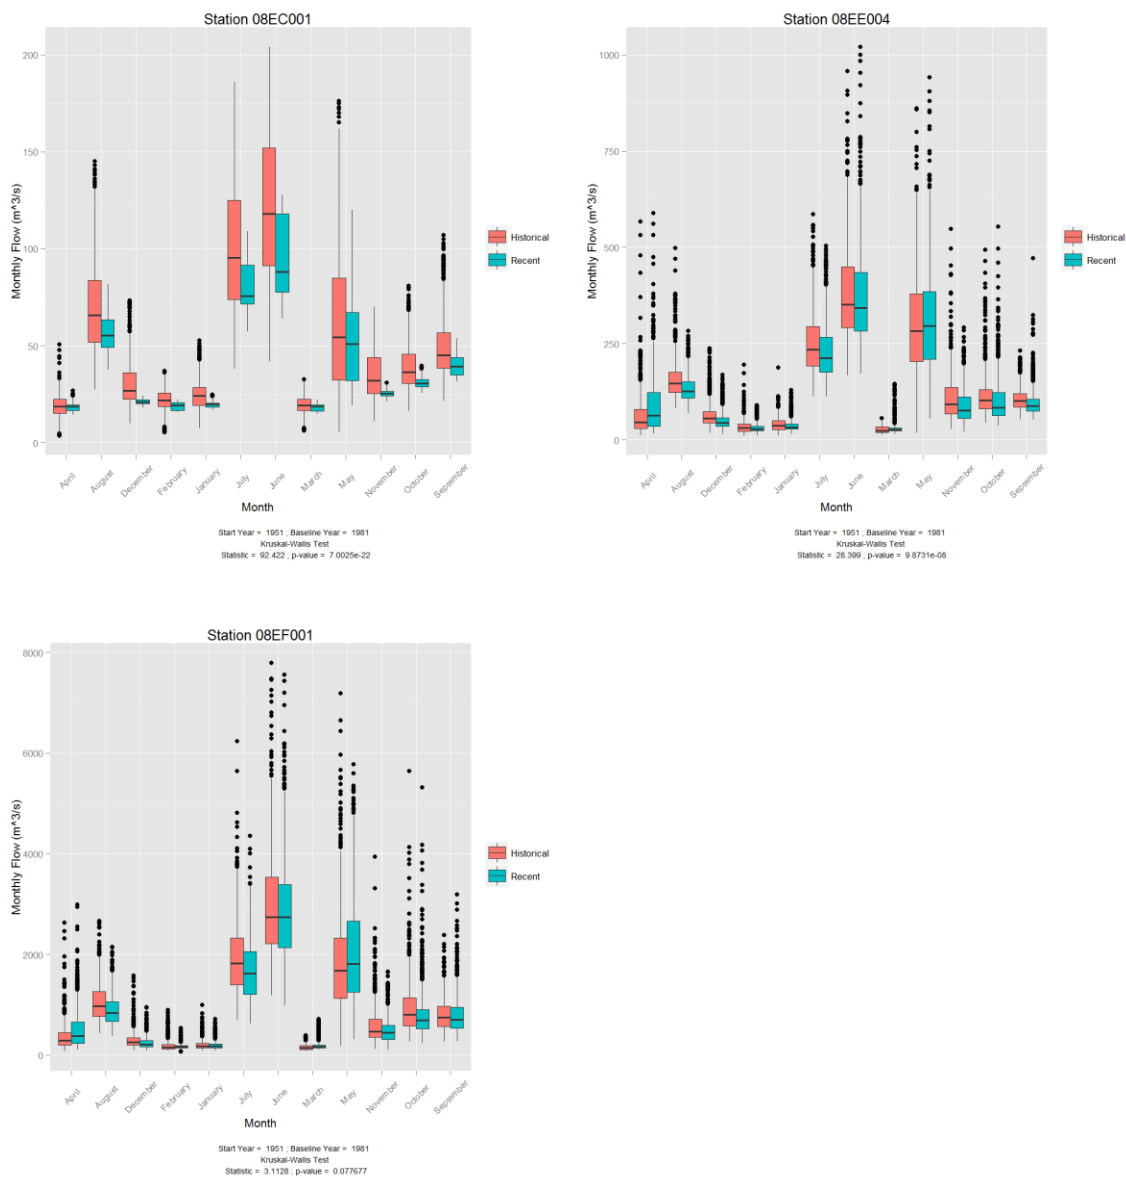 Station 08EC001
Monthly Flow (m^3/s)
200
150
100
50
0
April
August
December
February
January
July
June
March
May
November
October
September
Month
Historical
Recent
Start Year = 1951 ; Baseline Year = 1981
Kruskal-Wallis Test
Statistic = 92.422 ; p-value = 7.0025e-22
Station 08EE004
Monthly Flow (m^3/s)
1000
750
500
250
0
April
August
December
February
January
July
June
March
May
November
October
September
Month
Historical
Recent
Start Year = 1951 ; Baseline Year = 1981
Kruskal-Wallis Test
Statistic = 28.399 ; p-value = 9.8731e-08
Station 08EF001
Monthly Flow (m^3/s)
8000
6000
4000
2000
0
April
August
December
February
January
July
June
March
May
November
October
September
Month
Historical
Recent
Start Year = 1951 ; Baseline Year = 1981
Kruskal-Wallis Test
Statistic = 3.1128 ; p-value = 0.077677